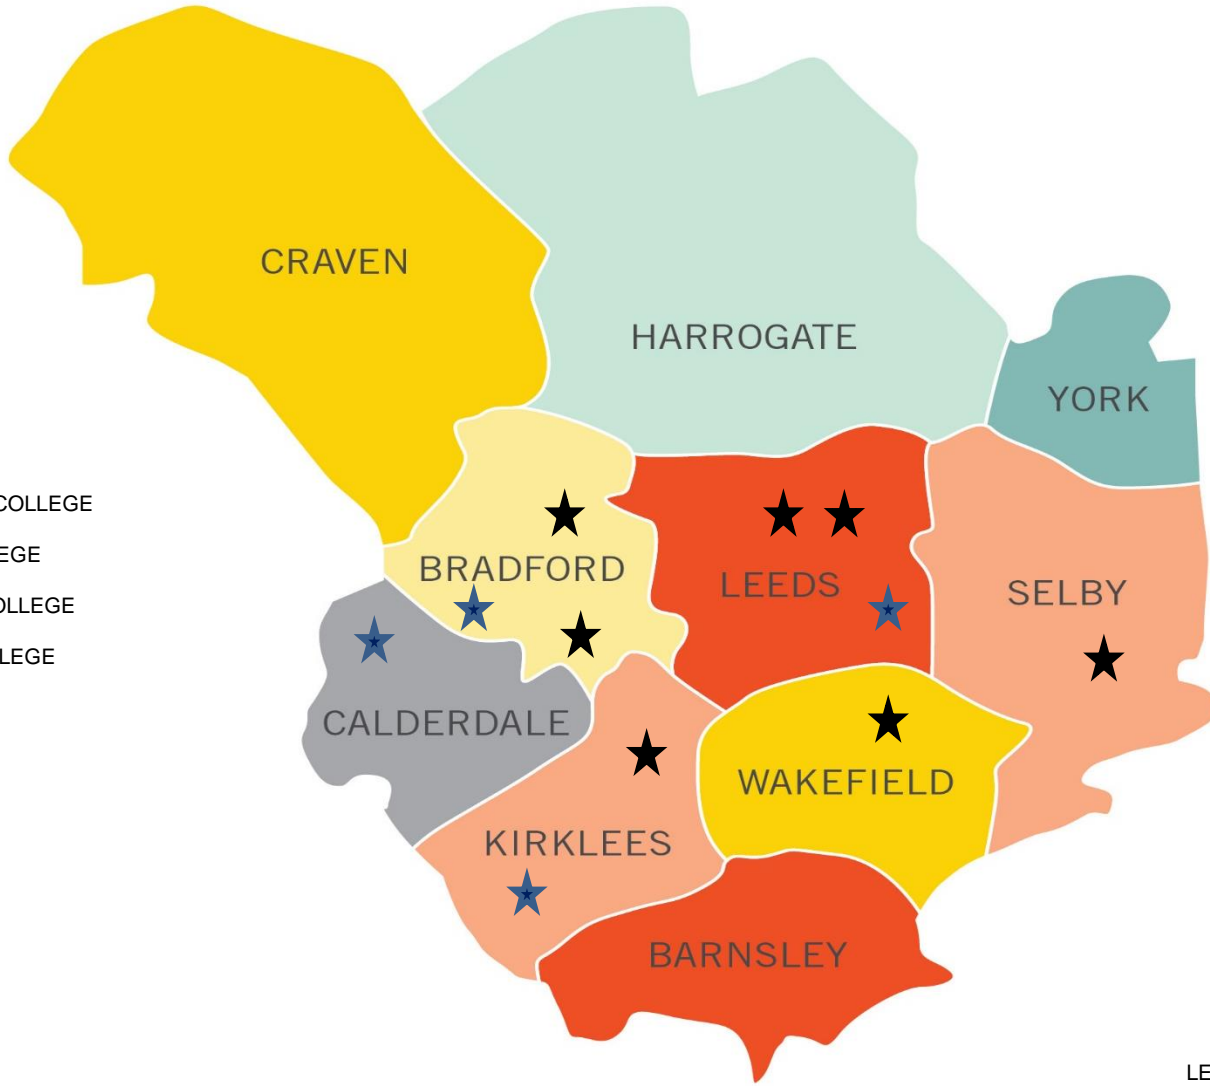 CRAVEN
HARROGATE
YORK
COLLEGE
EGE
BRADFORD
LEEDS
SELBY
OLLEGE
LEGE
CALDERDALE
WAKEFIELD
KIRKLEES
BARNSLEY
LE